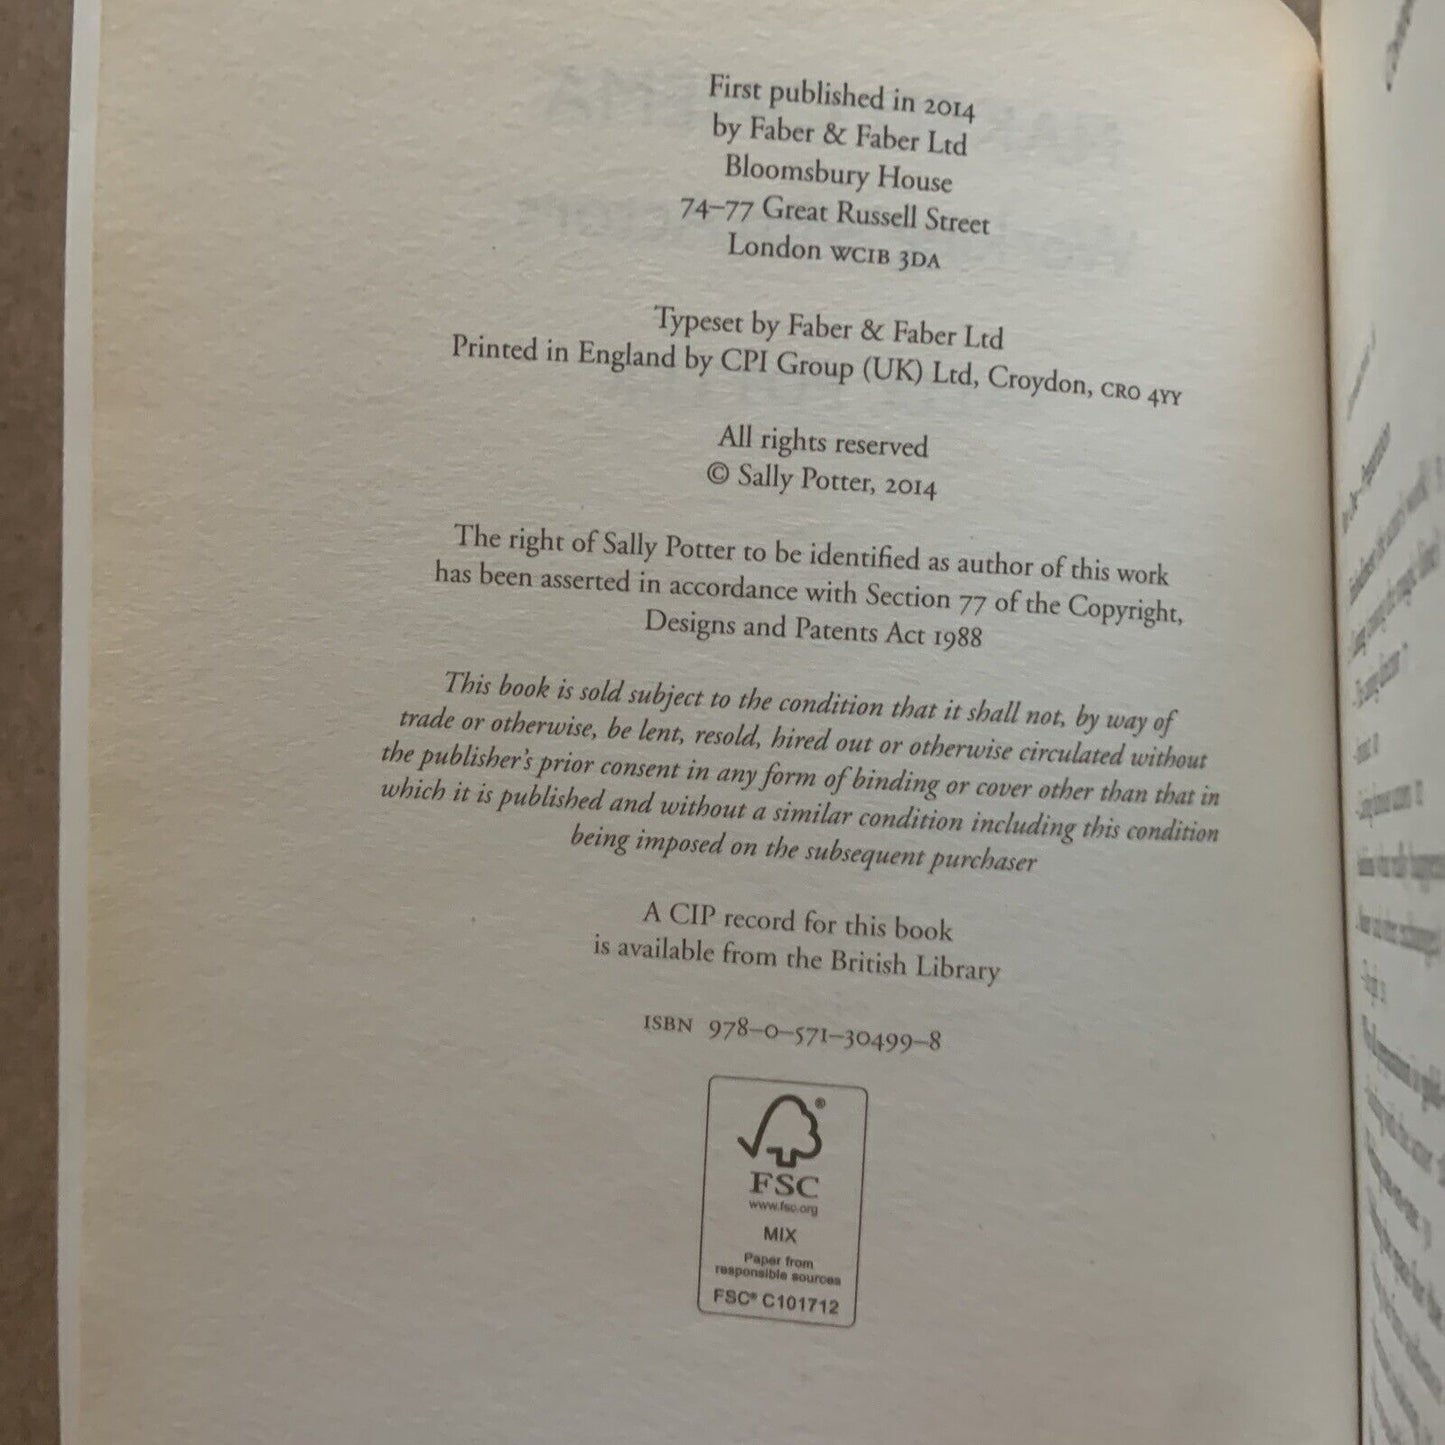 First published in 2014
by Faber & Faber Ltd
Bloomsbury House
74–77 Great Russell Street
London WC1B 3DA
Typeset by Faber & Faber Ltd
Printed in England by CPI Group (UK) Ltd, Croydon, CR0 4YY
All rights reserved
© Sally Potter, 2014
The right of Sally Potter to be identified as author of this work
has been asserted in accordance with Section 77 of the Copyright,
Designs and Patents Act 1988
This book is sold subject to the condition that it shall not, by way of
trade or otherwise, be lent, resold, hired out or otherwise circulated without
the publisher's prior consent in any form of binding or cover other than that in
which it is published and without a similar condition including this condition
being imposed on the subsequent purchaser
A CIP record for this book
is available from the British Library
ISBN 978–0–571–30499–8
®
FSC
www.fsc.org
MIX
Paper from
responsible sources
FSC® C101712